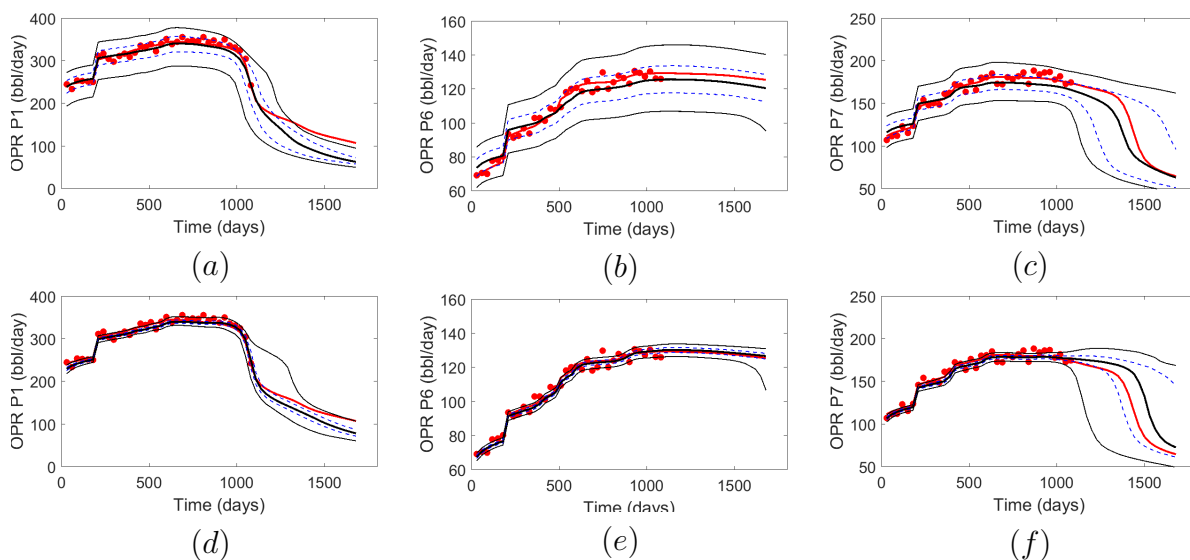 OPR P1 (bbl/day)
400
300
200
100
0
0 500 1000 1500
Time (days)
(a)
OPR P6 (bbl/day)
160
140
120
100
80
60
0 500 1000 1500
Time (days)
(b)
OPR P7 (bbl/day)
250
200
150
100
50
0 500 1000 1500
Time (days)
(c)
OPR P1 (bbl/day)
400
300
200
100
0
0 500 1000 1500
Time (days)
(d)
OPR P6 (bbl/day)
160
140
120
100
80
60
0 500 1000 1500
Time (days)
(e)
OPR P7 (bbl/day)
250
200
150
100
50
0 500 1000 1500
Time (days)
(f)